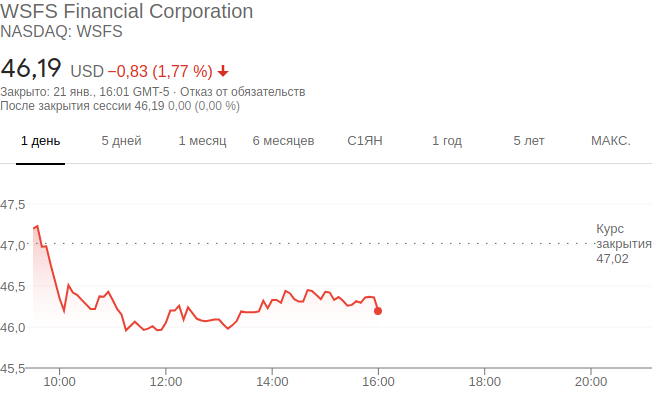 WSFS Financial Corporation
NASDAQ: WSFS
46,19 USD −0,83 (1,77 %)
Закрыто: 21 янв., 16:01 GMT-5 · Отказ от обязательств
После закрытия сессии 46,19 0,00 (0,00 %)
1 день 5 дней 1 месяц 6 месяцев С1ЯН 1 год 5 лет МАКС.
47,5
Курс
47,0 закрытия
47,02
46,5
46,0
45,5
10:00 12:00 14:00 16:00 18:00 20:00